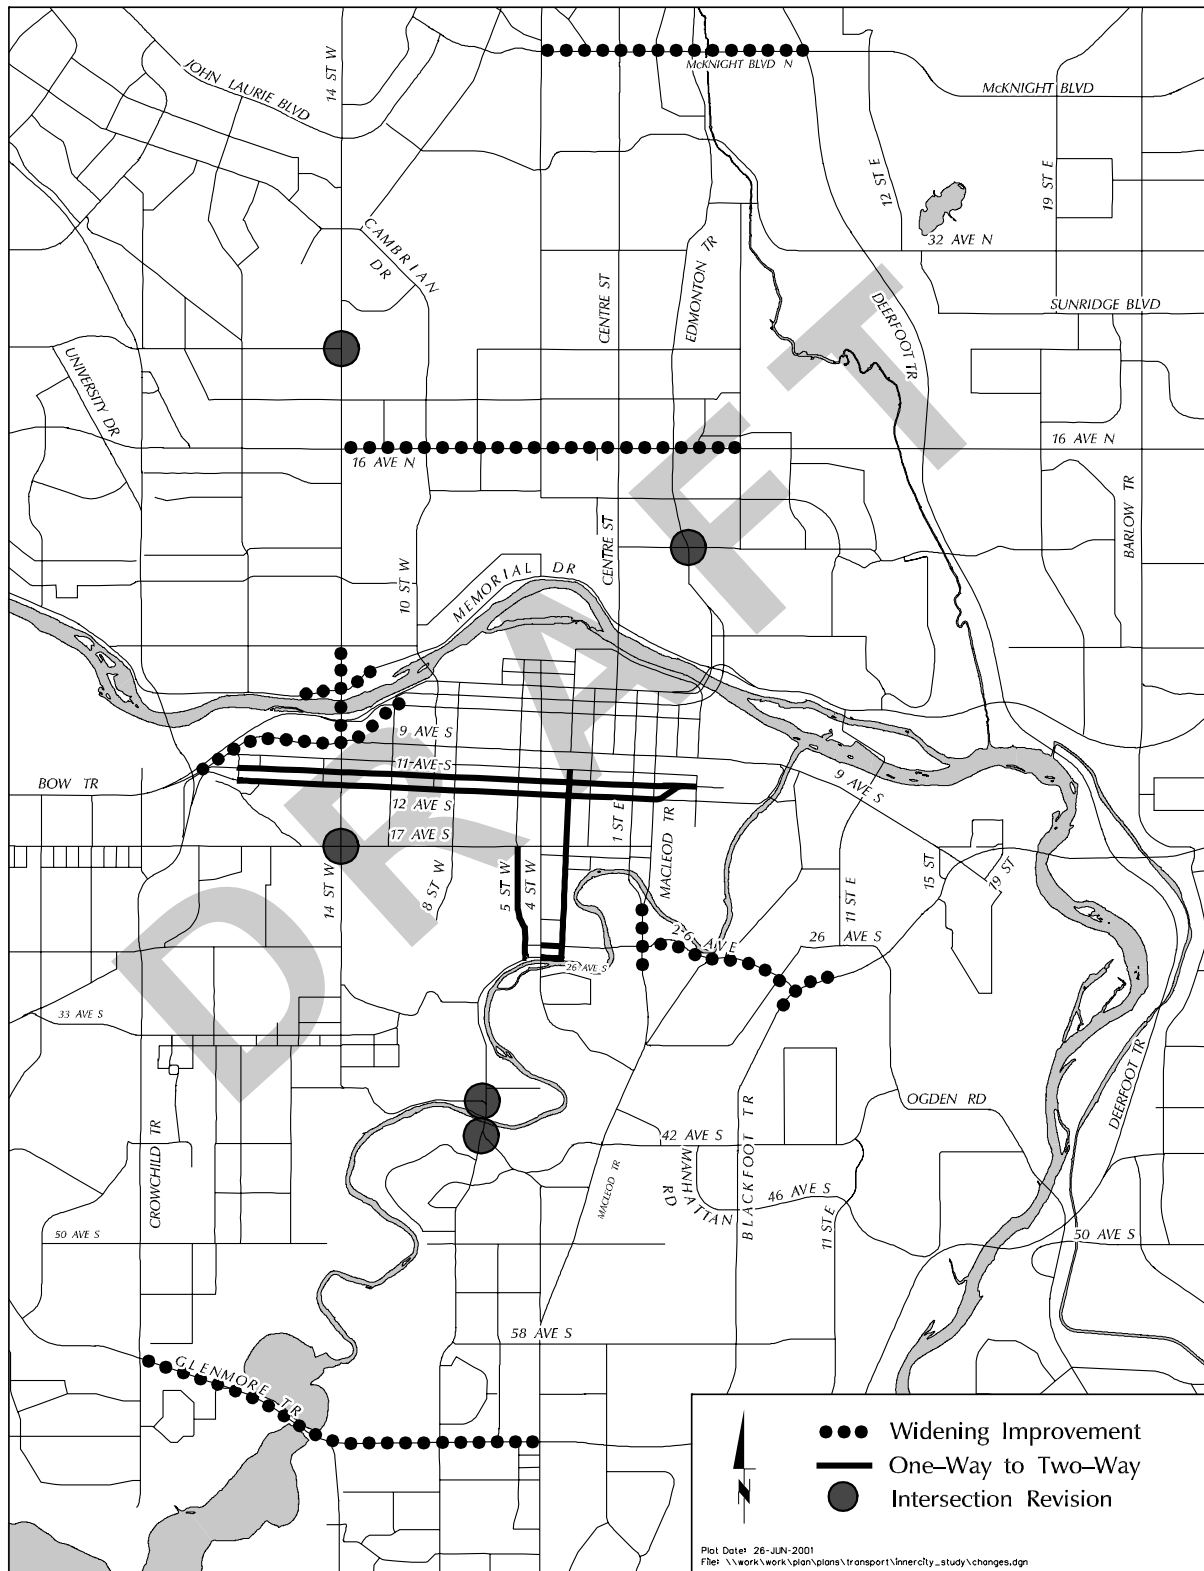 14 ST W
JOHN LAURIE BLVD
McKNIGHT BLVD N
McKNIGHT BLVD
12 ST E
19 ST E
CAMBRIAN DR
32 AVE N
EDMONTON TR
CENTRE ST
DEERFOOT TR
SUNRIDGE BLVD
UNIVERSITY DR
16 AVE N
16 AVE N
BARLOW TR
CENTRE ST
10 ST W
MEMORIAL DR
DRAFT
9 AVE S
11 AVE S
BOW TR
12 AVE S
9 AVE S
17 AVE S
1 ST E
MACLEOD TR
14 ST W
8 ST W
5 ST W
4 ST W
11 ST E
15 ST
19 ST
26 AVE
26 AVE S
26 AVE S
33 AVE S
CROWCHILD TR
OGDEN RD
DEERFOOT TR
42 AVE S
MANHATTAN RD
BLACKFOOT TR
MACLEOD TR
46 AVE S
11 ST E
50 AVE S
50 AVE S
58 AVE S
GLENMORE TR
N
Widening Improvement
One–Way to Two–Way
Intersection Revision
Plot Date: 26-JUN-2001
File: \\work\work\plan\plans\transport\innercity_study\changes.dgn